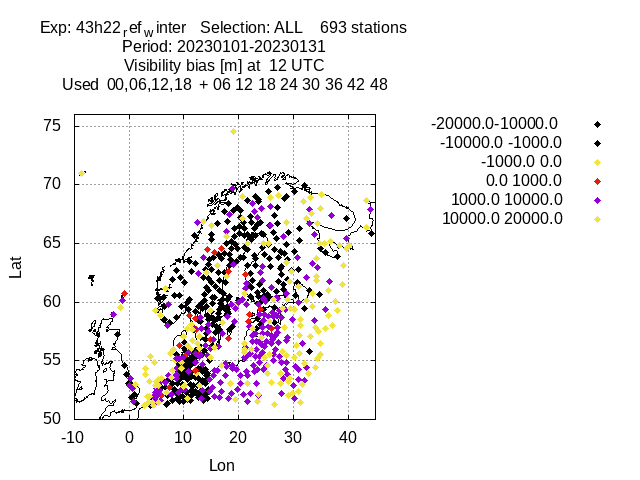 Exp: 43h22ref winter Selection: ALL 693 stations
Period: 20230101-20230131
Visibility bias [m] at 12 UTC
Used 00,06,12,18 + 06 12 18 24 30 36 42 48
-20000.0-10000.0
-10000.0 -1000.0
-1000.0 0.0
0.0 1000.0
1000.0 10000.0
10000.0 20000.0
75
70
65
60
55
50
Lat
-10 0 10 20 30 40
Lon